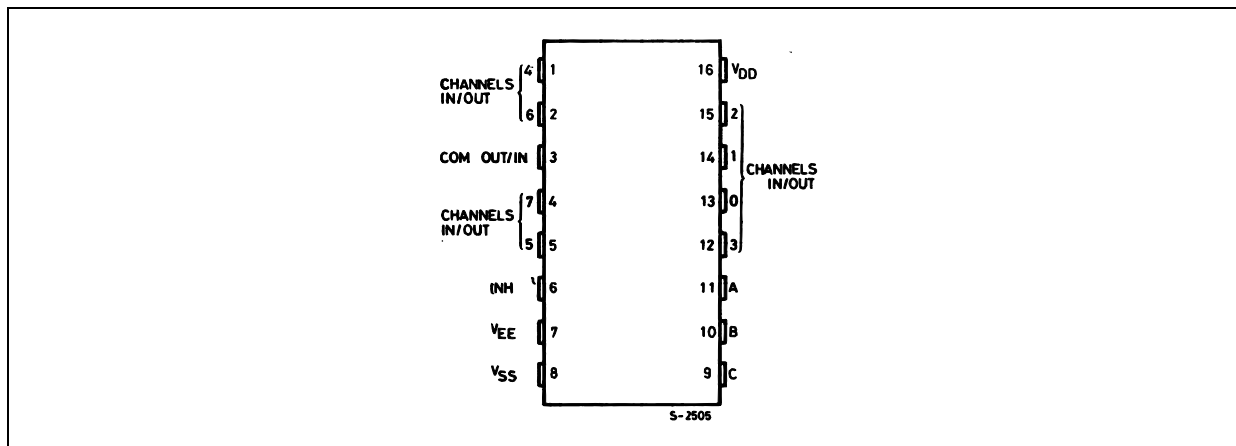 4 1 16 VDD
CHANNELS
IN/OUT
6 2 15 2
COM OUT/IN 3 14 1
CHANNELS
IN/OUT
7 4 13 0
CHANNELS
IN/OUT
5 5 12 3
INH 6 11 A
VEE 7 10 B
VSS 8 9 C
S-2505